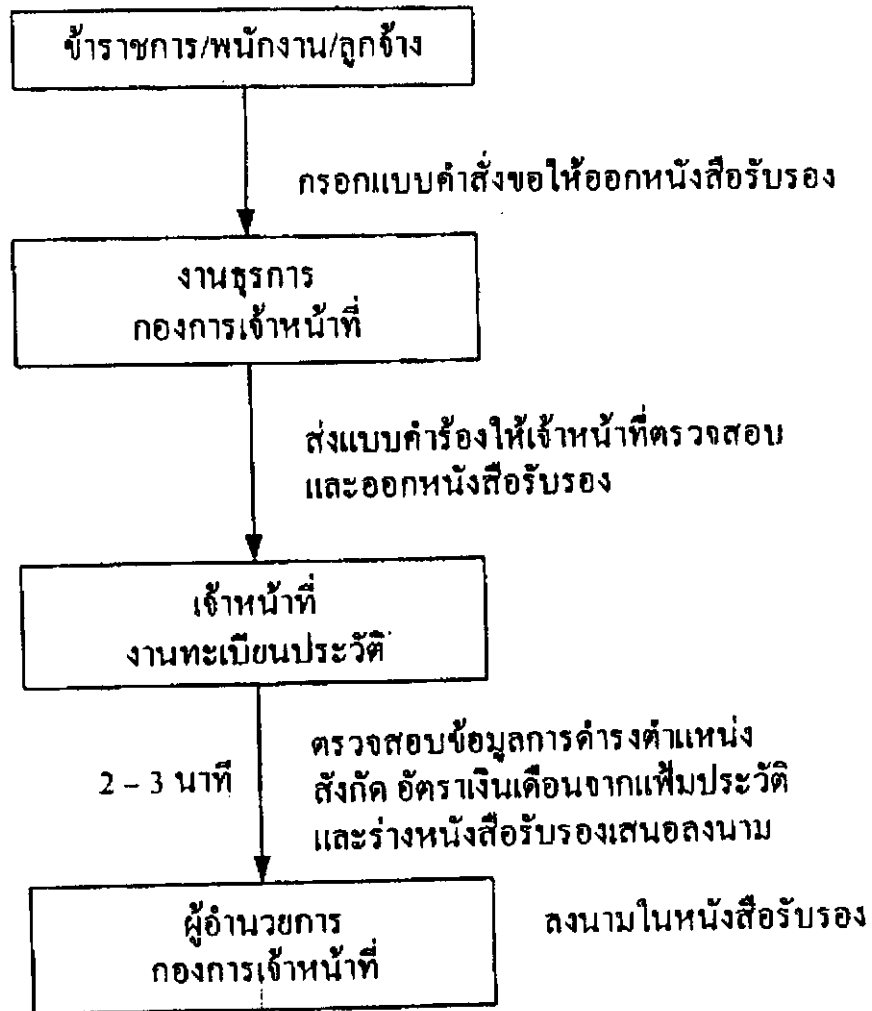 ข้าราชการ/พนักงาน/ลูกจ้าง
กรอกแบบคำสั่งขอให้ออกหนังสือรับรอง
งานธุรการ
กองการเจ้าหน้าที่
ส่งแบบคำร้องให้เจ้าหน้าที่ตรวจสอบ
และออกหนังสือรับรอง
เจ้าหน้าที่
งานทะเบียนประวัติ
2 – 3 นาที
ตรวจสอบข้อมูลการดำรงตำแหน่ง
สังกัด อัตราเงินเดือนจากแฟ้มประวัติ
และร่างหนังสือรับรองเสนอลงนาม
ผู้อำนวยการ
กองการเจ้าหน้าที่
ลงนามในหนังสือรับรอง